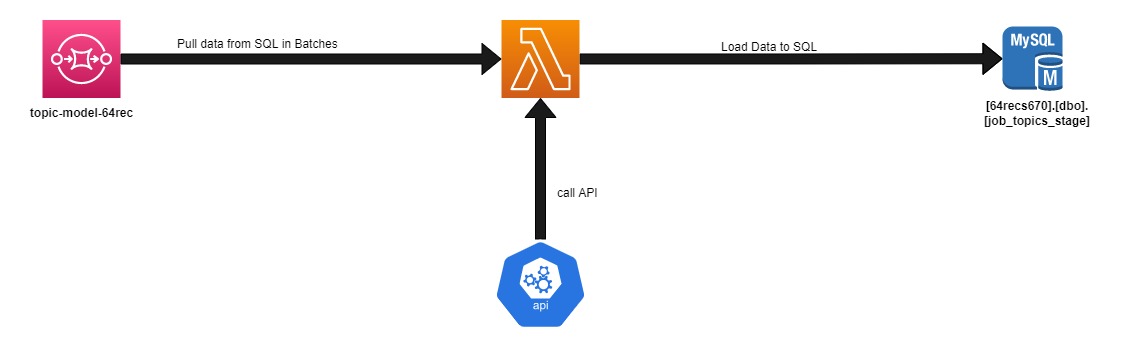 Pull data from SQL in Batches
Load Data to SQL
MySQL
M
topic-model-64rec
[64recs670].[dbo].
[job_topics_stage]
call API
api